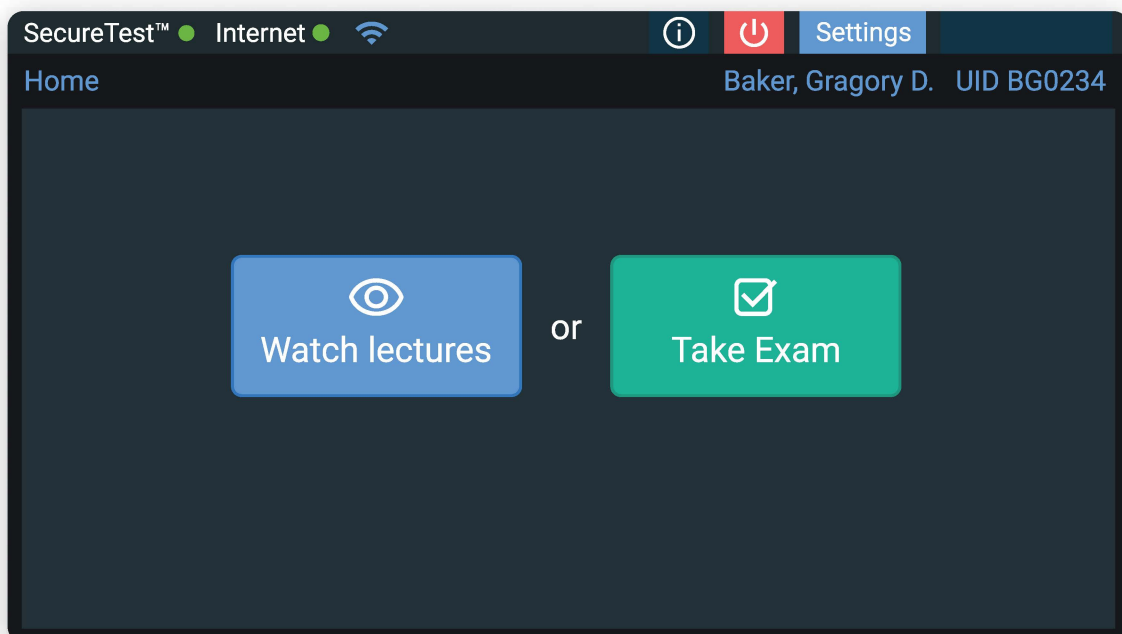 SecureTest™ Internet Settings
Home Baker, Gragory D. UID BG0234
Watch lectures or Take Exam